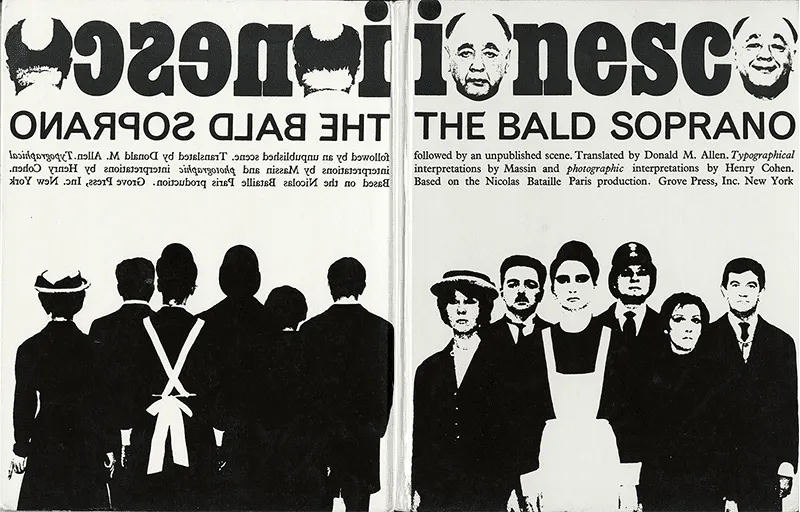 ionesco
THE BALD SOPRANO
followed by an unpublished scene. Translated by Donald M. Allen. Typographical
interpretations by Massin and photographic interpretations by Henry Cohen.
Based on the Nicolas Bataille Paris production. Grove Press, Inc. New York
ionesco
THE BALD SOPRANO
followed by an unpublished scene. Translated by Donald M. Allen. Typographical
interpretations by Massin and photographic interpretations by Henry Cohen.
Based on the Nicolas Bataille Paris production. Grove Press, Inc. New York